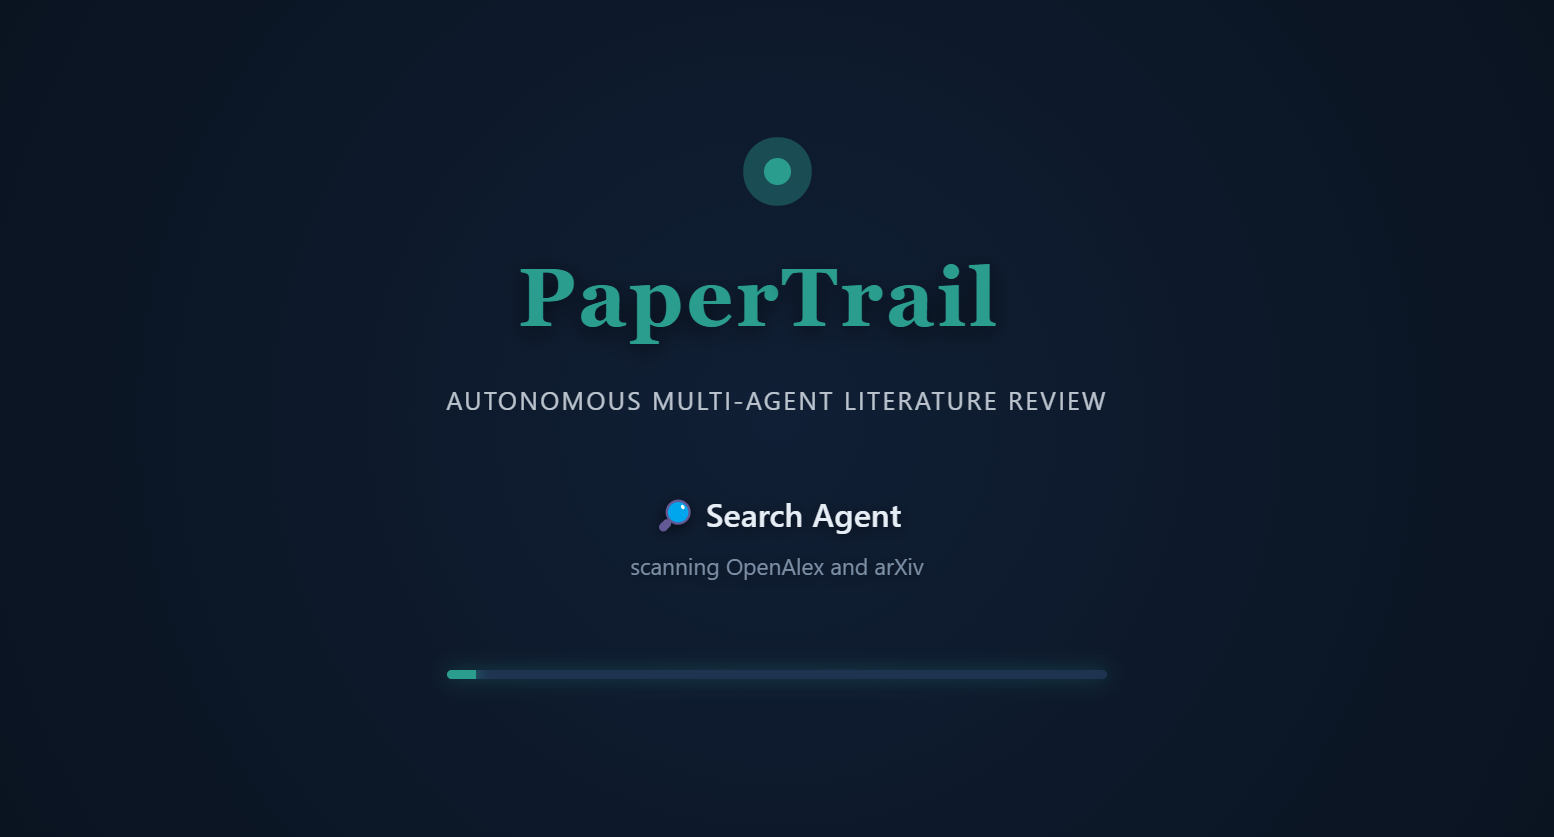 PaperTrail
AUTONOMOUS MULTI-AGENT LITERATURE REVIEW
Search Agent
scanning OpenAlex and arXiv